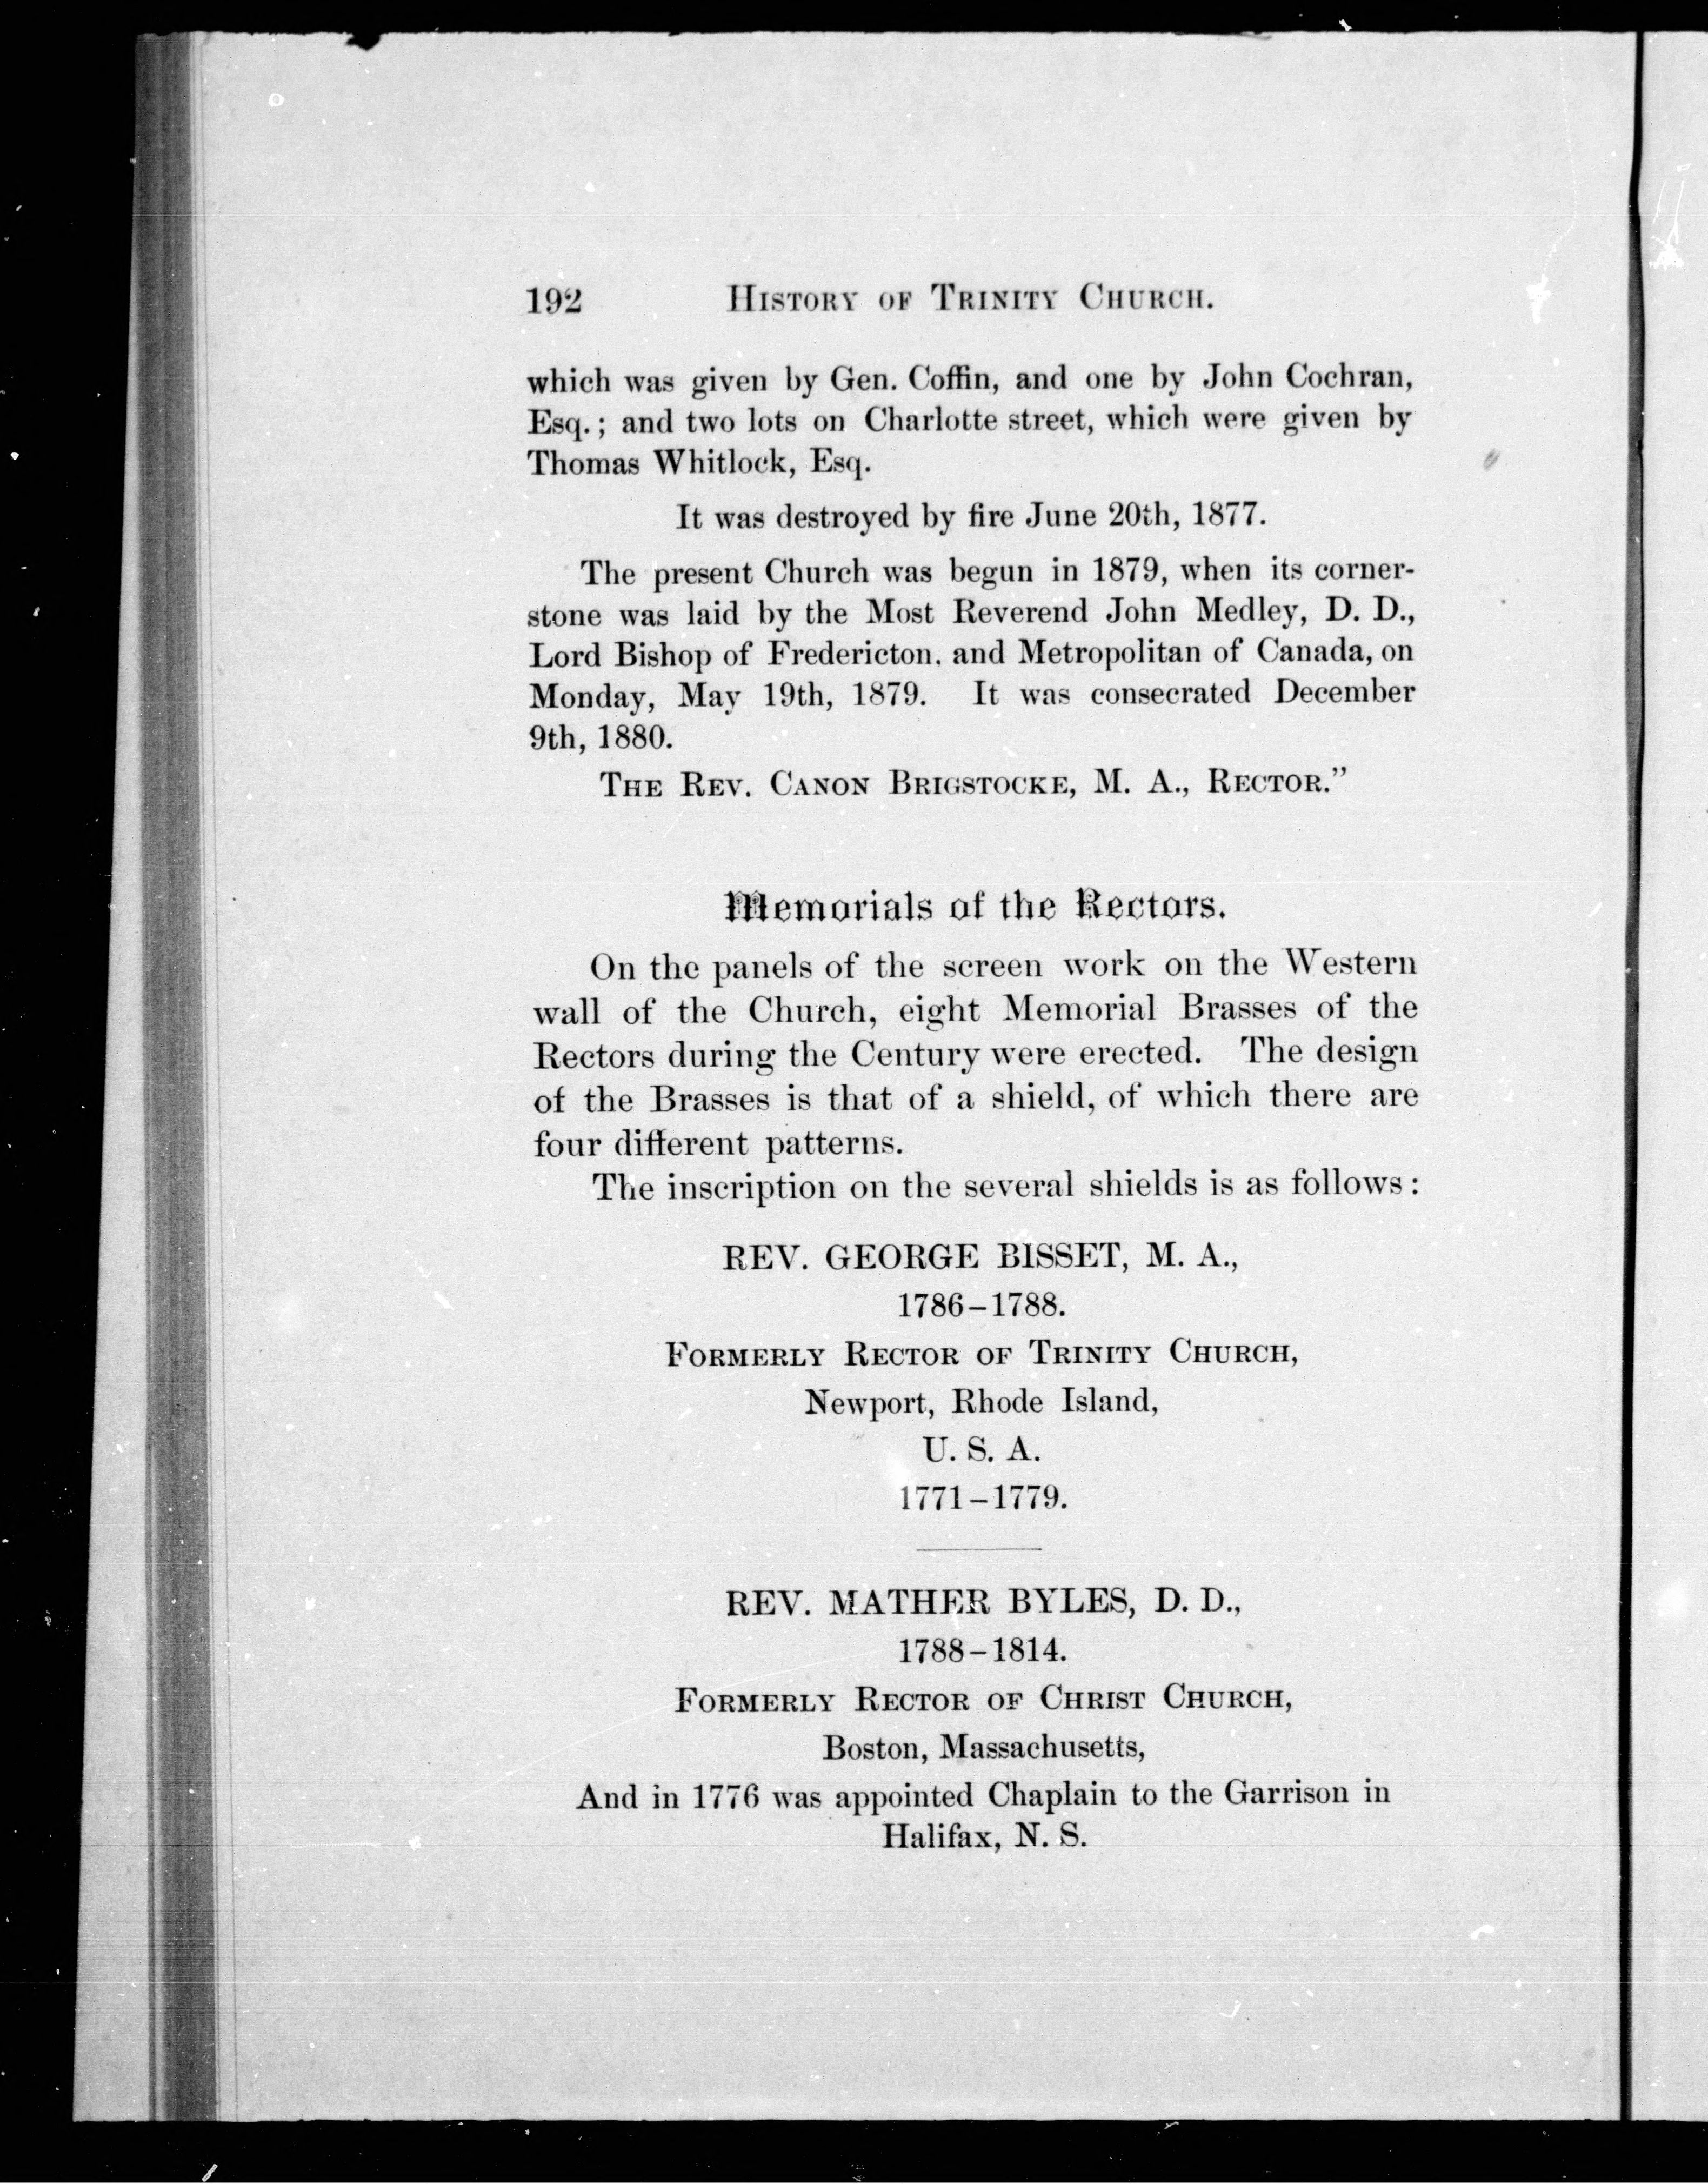 192 HISTORY OF TRINITY CHURCH.
which was given by Gen. Coffin, and one by John Cochran,
Esq.; and two lots on Charlotte street, which were given by
Thomas Whitlock, Esq.
It was destroyed by fire June 20th, 1877.
The present Church was begun in 1879, when its corner-
stone was laid by the Most Reverend John Medley, D. D.,
Lord Bishop of Fredericton, and Metropolitan of Canada, on
Monday, May 19th, 1879. It was consecrated December
9th, 1880.
THE REV. CANON BRIGSTOCKE, M. A., RECTOR.”
Memorials of the Rectors.
On the panels of the screen work on the Western
wall of the Church, eight Memorial Brasses of the
Rectors during the Century were erected. The design
of the Brasses is that of a shield, of which there are
four different patterns.
The inscription on the several shields is as follows:
REV. GEORGE BISSET, M. A.,
1786–1788.
FORMERLY RECTOR OF TRINITY CHURCH,
Newport, Rhode Island,
U. S. A.
1771–1779.
REV. MATHER BYLES, D. D.,
1788–1814.
FORMERLY RECTOR OF CHRIST CHURCH,
Boston, Massachusetts,
And in 1776 was appointed Chaplain to the Garrison in
Halifax, N. S.